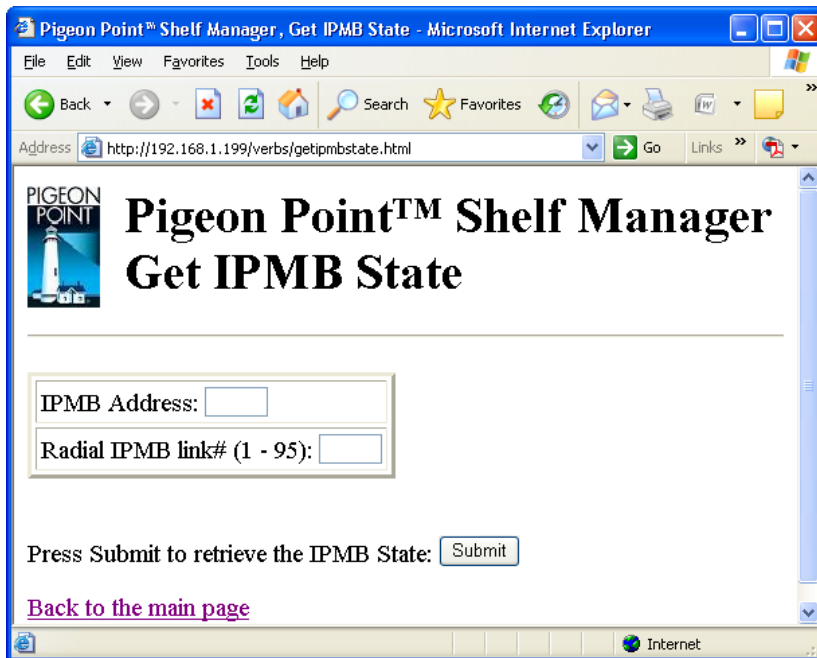 Pigeon Point™ Shelf Manager, Get IPMB State - Microsoft Internet Explorer
File Edit View Favorites Tools Help
Back Search Favorites W »
Address http://192.168.1.199/verbs/getipmbstate.html Go Links »
PIGEON
POINT
Pigeon Point™ Shelf Manager
Get IPMB State
IPMB Address:
Radial IPMB link# (1 - 95):
Press Submit to retrieve the IPMB State: Submit
Back to the main page
Internet